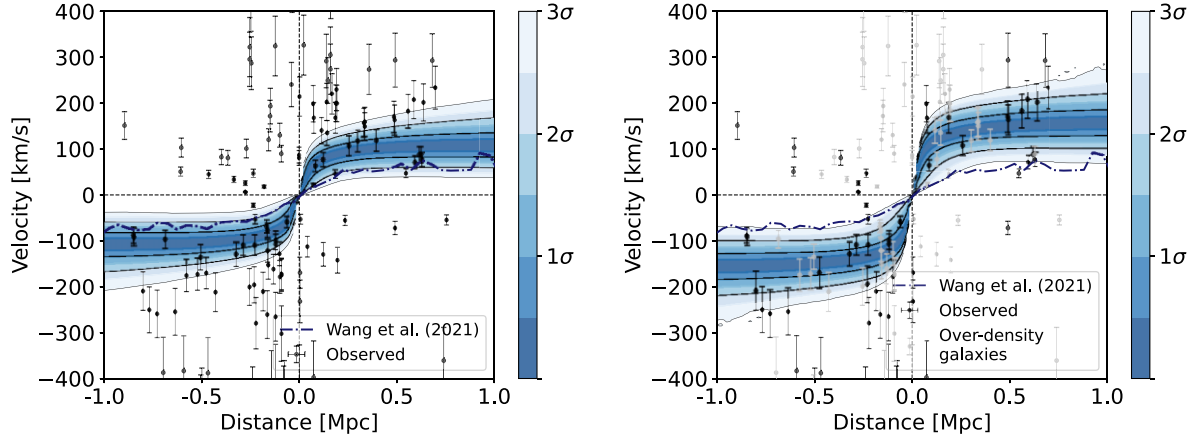 400
300
200
100
0
−100
−200
−300
−400
Velocity [km/s]
-1.0
-0.5
0.0
0.5
1.0
Distance [Mpc]
Wang et al. (2021)
Observed
3σ
2σ
1σ
400
300
200
100
0
−100
−200
−300
−400
Velocity [km/s]
-1.0
-0.5
0.0
0.5
1.0
Distance [Mpc]
Wang et al. (2021)
Observed
Over-density
galaxies
3σ
2σ
1σ